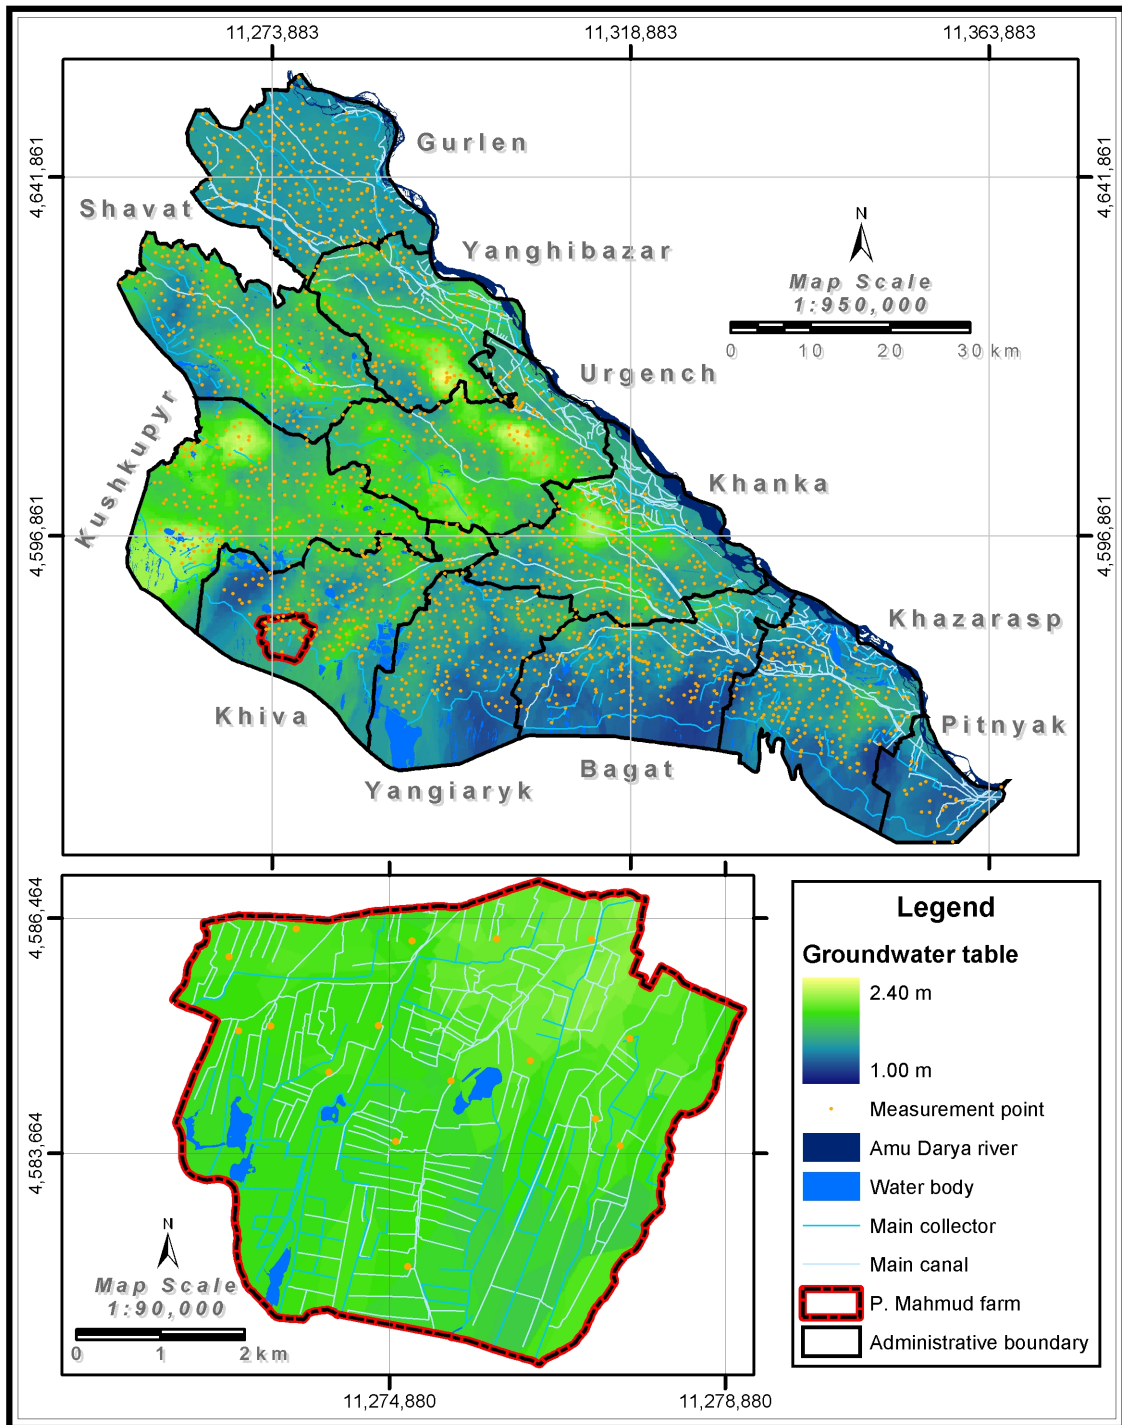 11,273,883
11,318,883
11,363,883
4,641,861
4,641,861
Gurlen
Shavat
Yanghibazar
N
Map Scale
1:950,000
0 10 20 30 km
Urgench
Kushkupyr
Khanka
4,596,861
4,596,861
Khazarasp
Khiva
Pitnyak
Bagat
Yangiaryk
4,586,464
4,583,664
N
Map Scale
1:90,000
0 1 2 km
11,274,880
11,278,880
Legend
Groundwater table
2.40 m
1.00 m
Measurement point
Amu Darya river
Water body
Main collector
Main canal
P. Mahmud farm
Administrative boundary